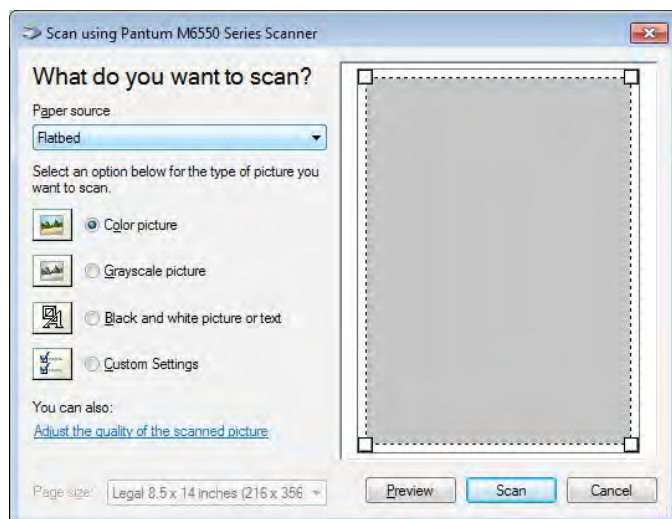 Scan using Pantum M6550 Series Scanner
What do you want to scan?
Paper source
Flatbed
Select an option below for the type of picture you
want to scan.
Color picture
Grayscale picture
Black and white picture or text
Custom Settings
You can also:
Adjust the quality of the scanned picture
Page size: Legal 8.5 x 14 inches (216 x 356
Preview
Scan
Cancel